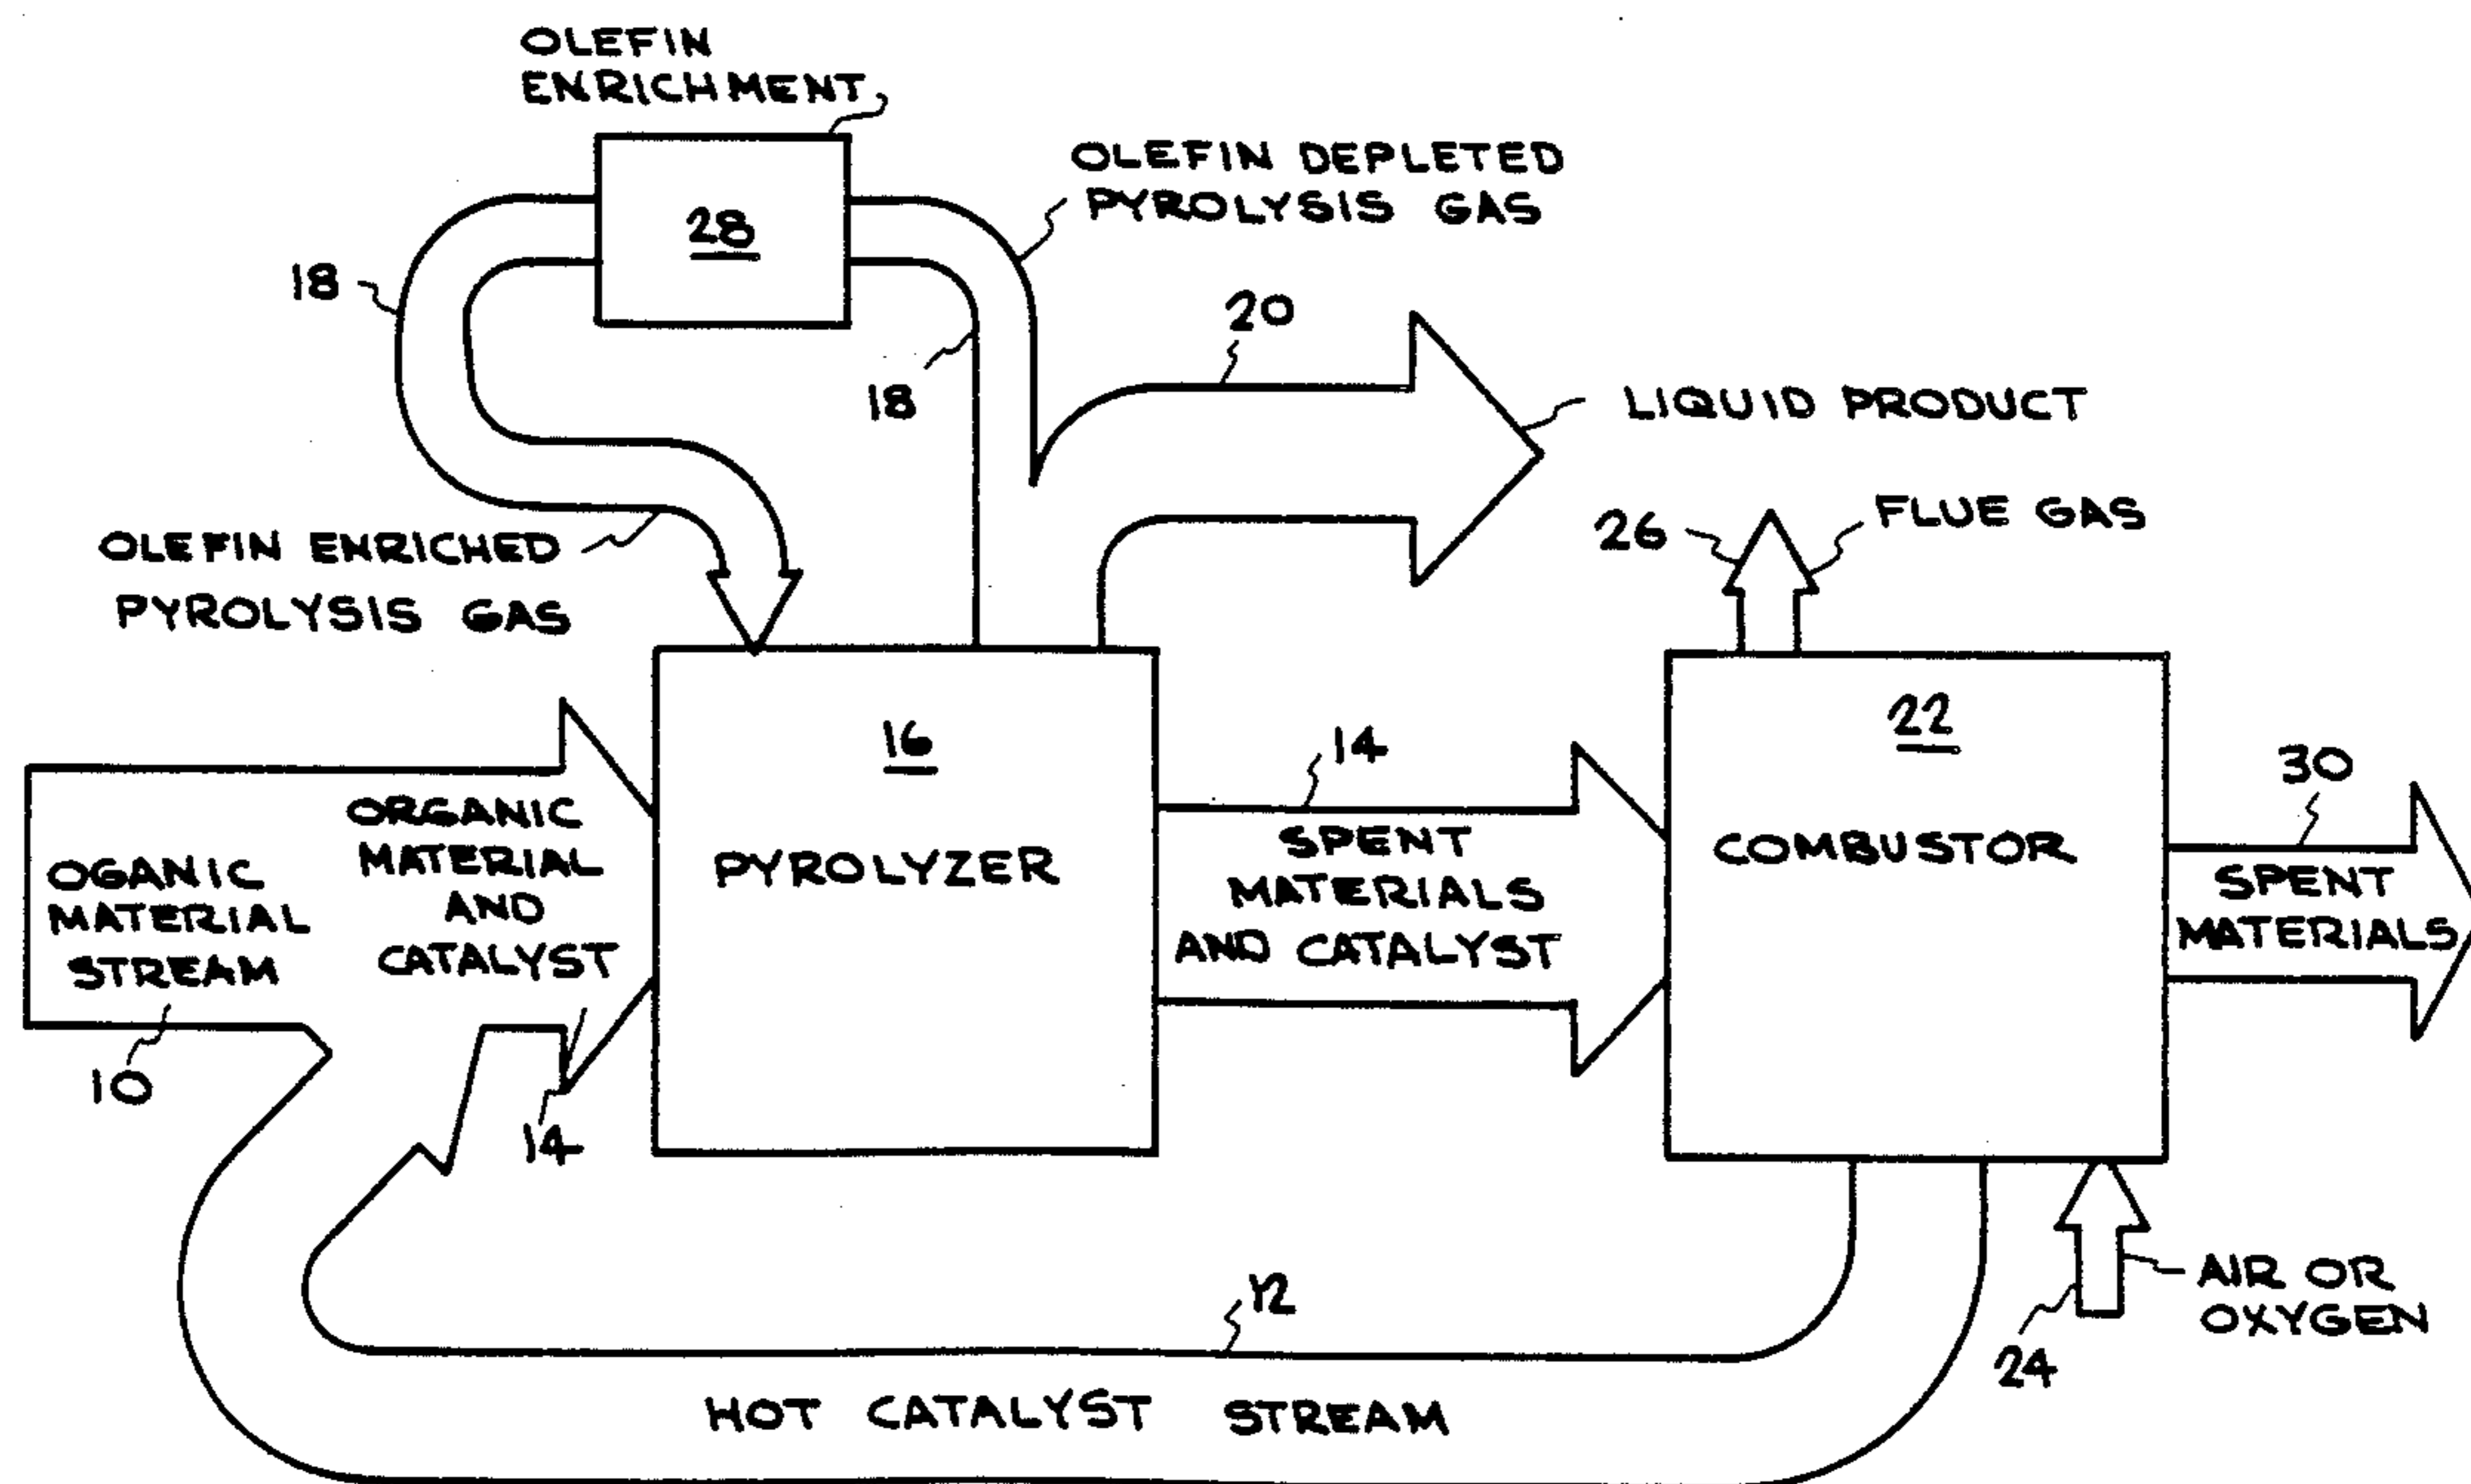 OLEFIN
ENRICHMENT
28
OLEFIN DEPLETED
PYROLYSIS GAS
18
20
18
LIQUID PRODUCT
26
FLUE GAS
OLEFIN ENRICHED
PYROLYSIS GAS
16
PYROLYZER
22
COMBUSTOR
14
30
ORGANIC
MATERIAL
AND
CATALYST
OGANIC
MATERIAL
STREAM
SPENT
MATERIALS
AND CATALYST
SPENT
MATERIALS
10
14
12
AIR OR
OXYGEN
24
HOT CATALYST STREAM